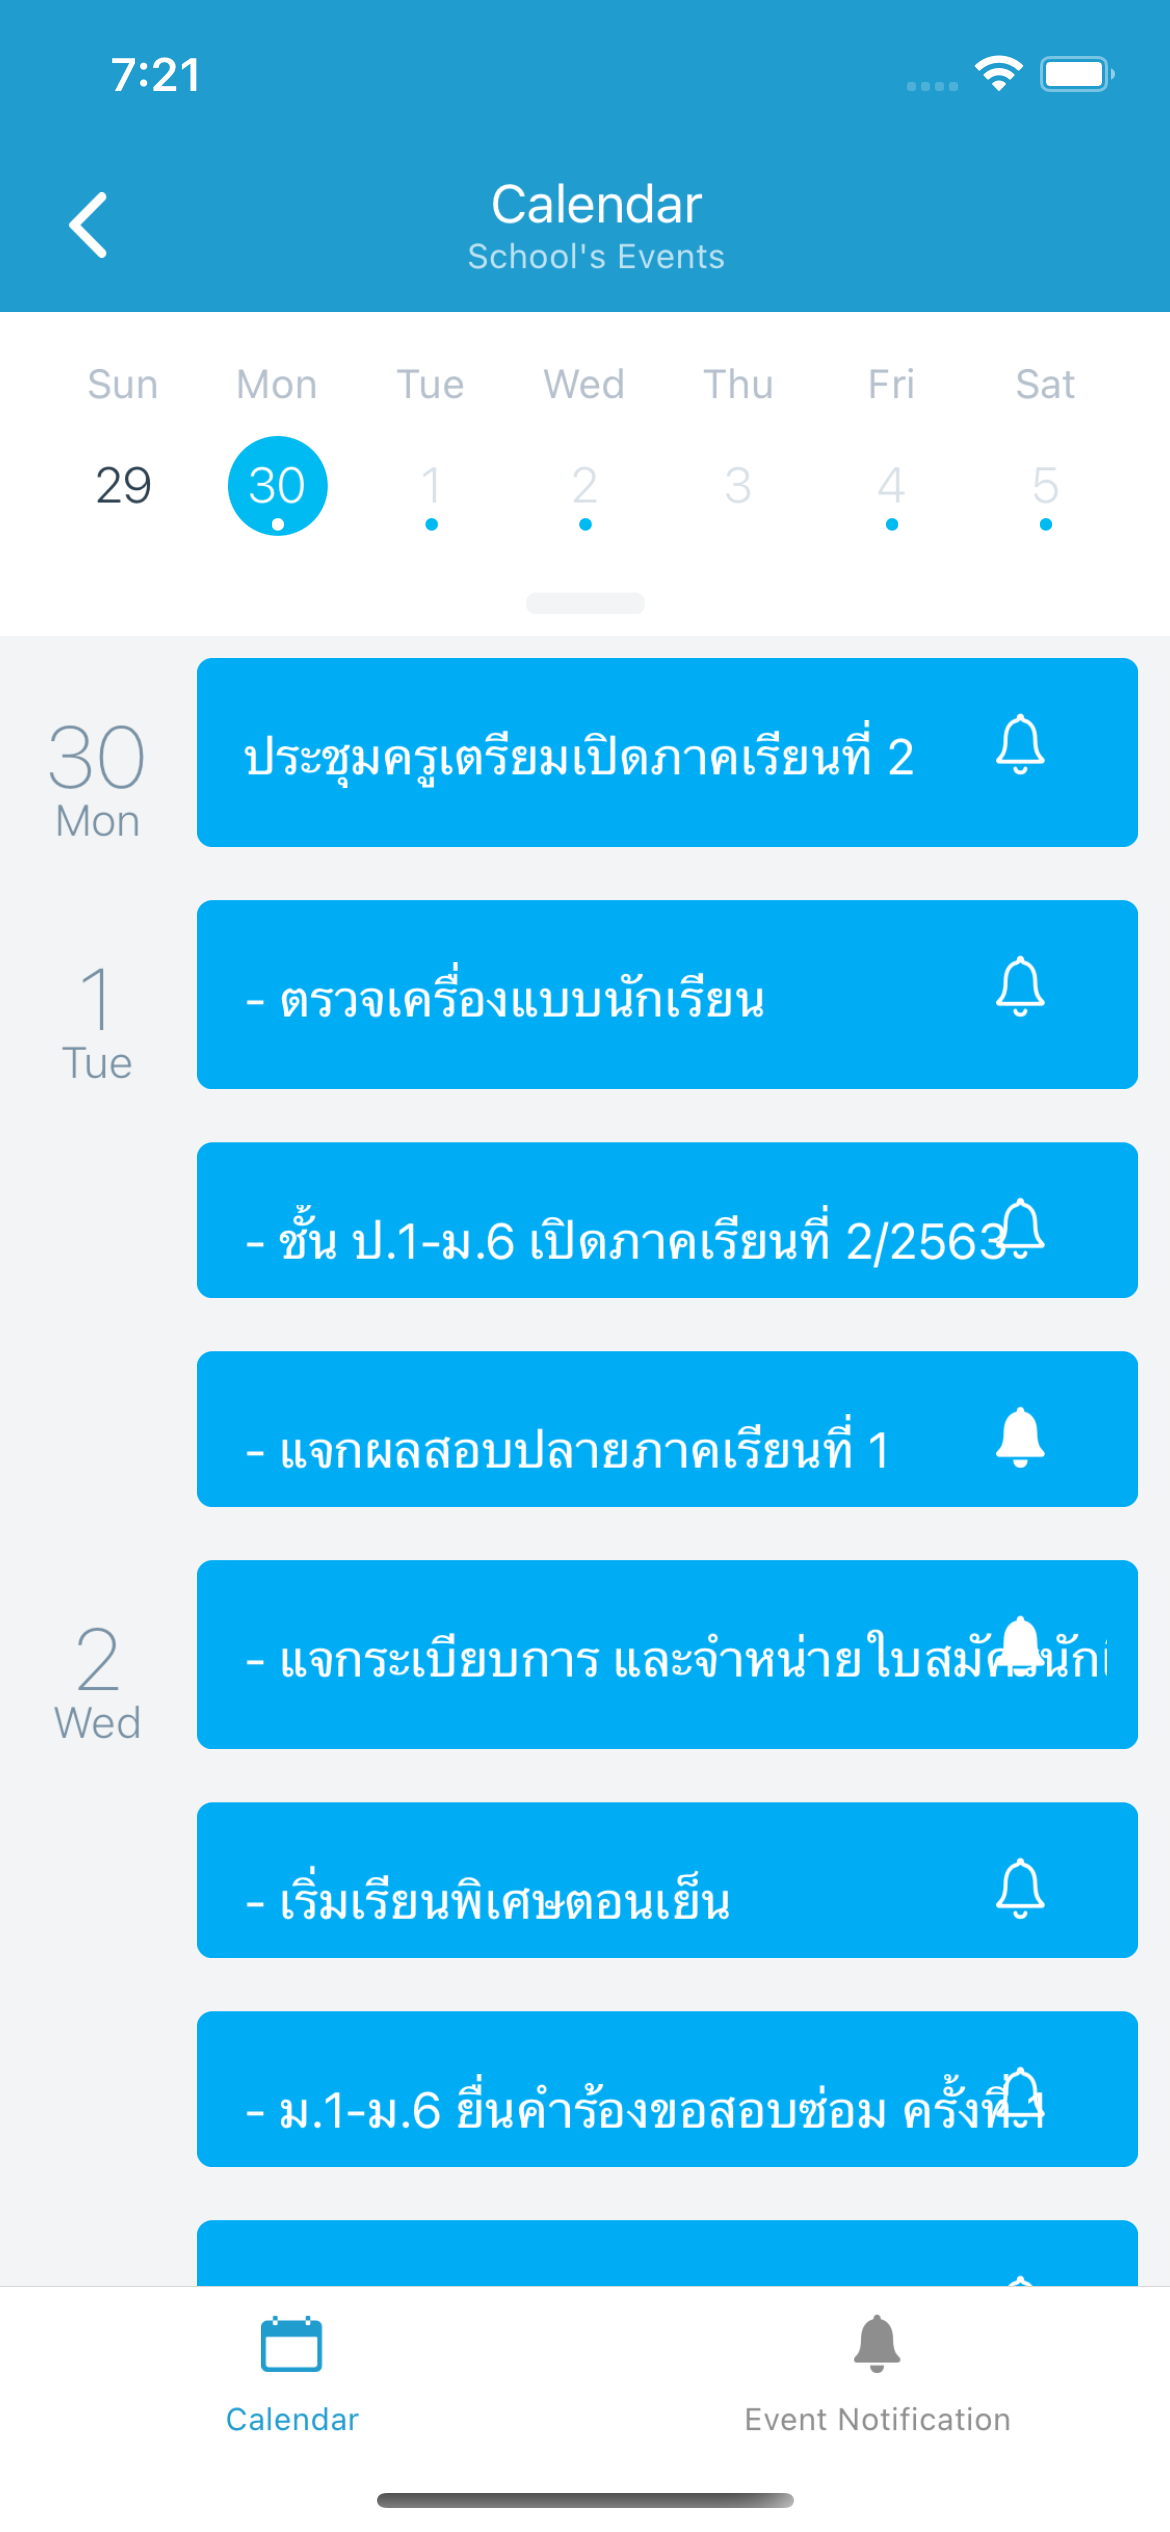 7:21
Calendar
School's Events
Sun Mon Tue Wed Thu Fri Sat
29 30 1 2 3 4 5
30
Mon
ประชุมครูเตรียมเปิดภาคเรียนที่ 2
1
Tue
- ตรวจเครื่องแบบนักเรียน
- ชั้น ป.1-ม.6 เปิดภาคเรียนที่ 2/2563
- แจกผลสอบปลายภาคเรียนที่ 1
2
Wed
- แจกระเบียบการ และจำหน่ายใบสมัคร
- เริ่มเรียนพิเศษตอนเย็น
- ม.1-ม.6 ยื่นคำร้องขอสอบซ่อม ครั้งที่ 1
Calendar
Event Notification